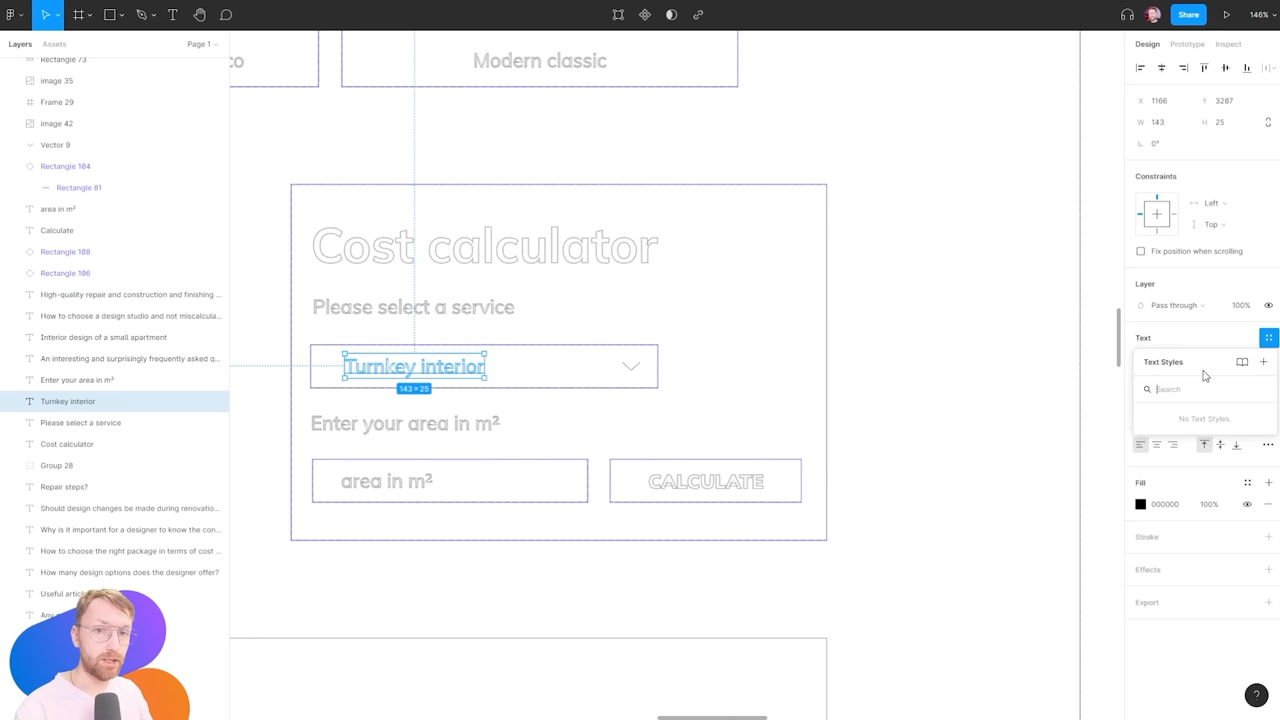 Share
146%
Layers
Assets
Page 1
Design
Prototype
Inspect
Rectangle 73
image 35
Frame 29
image 42
Vector 9
Rectangle 104
Rectangle 81
area in m²
Calculate
Rectangle 108
Rectangle 106
High-quality repair and construction and finishing ...
How to choose a design studio and not miscalcula...
Interior design of a small apartment
An interesting and surprisingly frequently asked q...
Enter your area in m²
Turnkey interior
Please select a service
Cost calculator
Group 28
Repair steps?
Should design changes be made during renovatio...
Why is it important for a designer to know the con...
How to choose the right package in terms of cost ...
How many design options does the designer offer?
Useful
co
Modern classic
Cost calculator
Please select a service
Turnkey interior
143 × 25
Enter your area in m²
area in m²
CALCULATE
X 1166
Y 3287
W 143
H 25
0°
Constraints
Left
Top
Fix position when scrolling
Layer
Pass through
100%
Text
Text Styles
Search
No Text Styles.
Fill
000000
100%
Stroke
Effects
Export
?